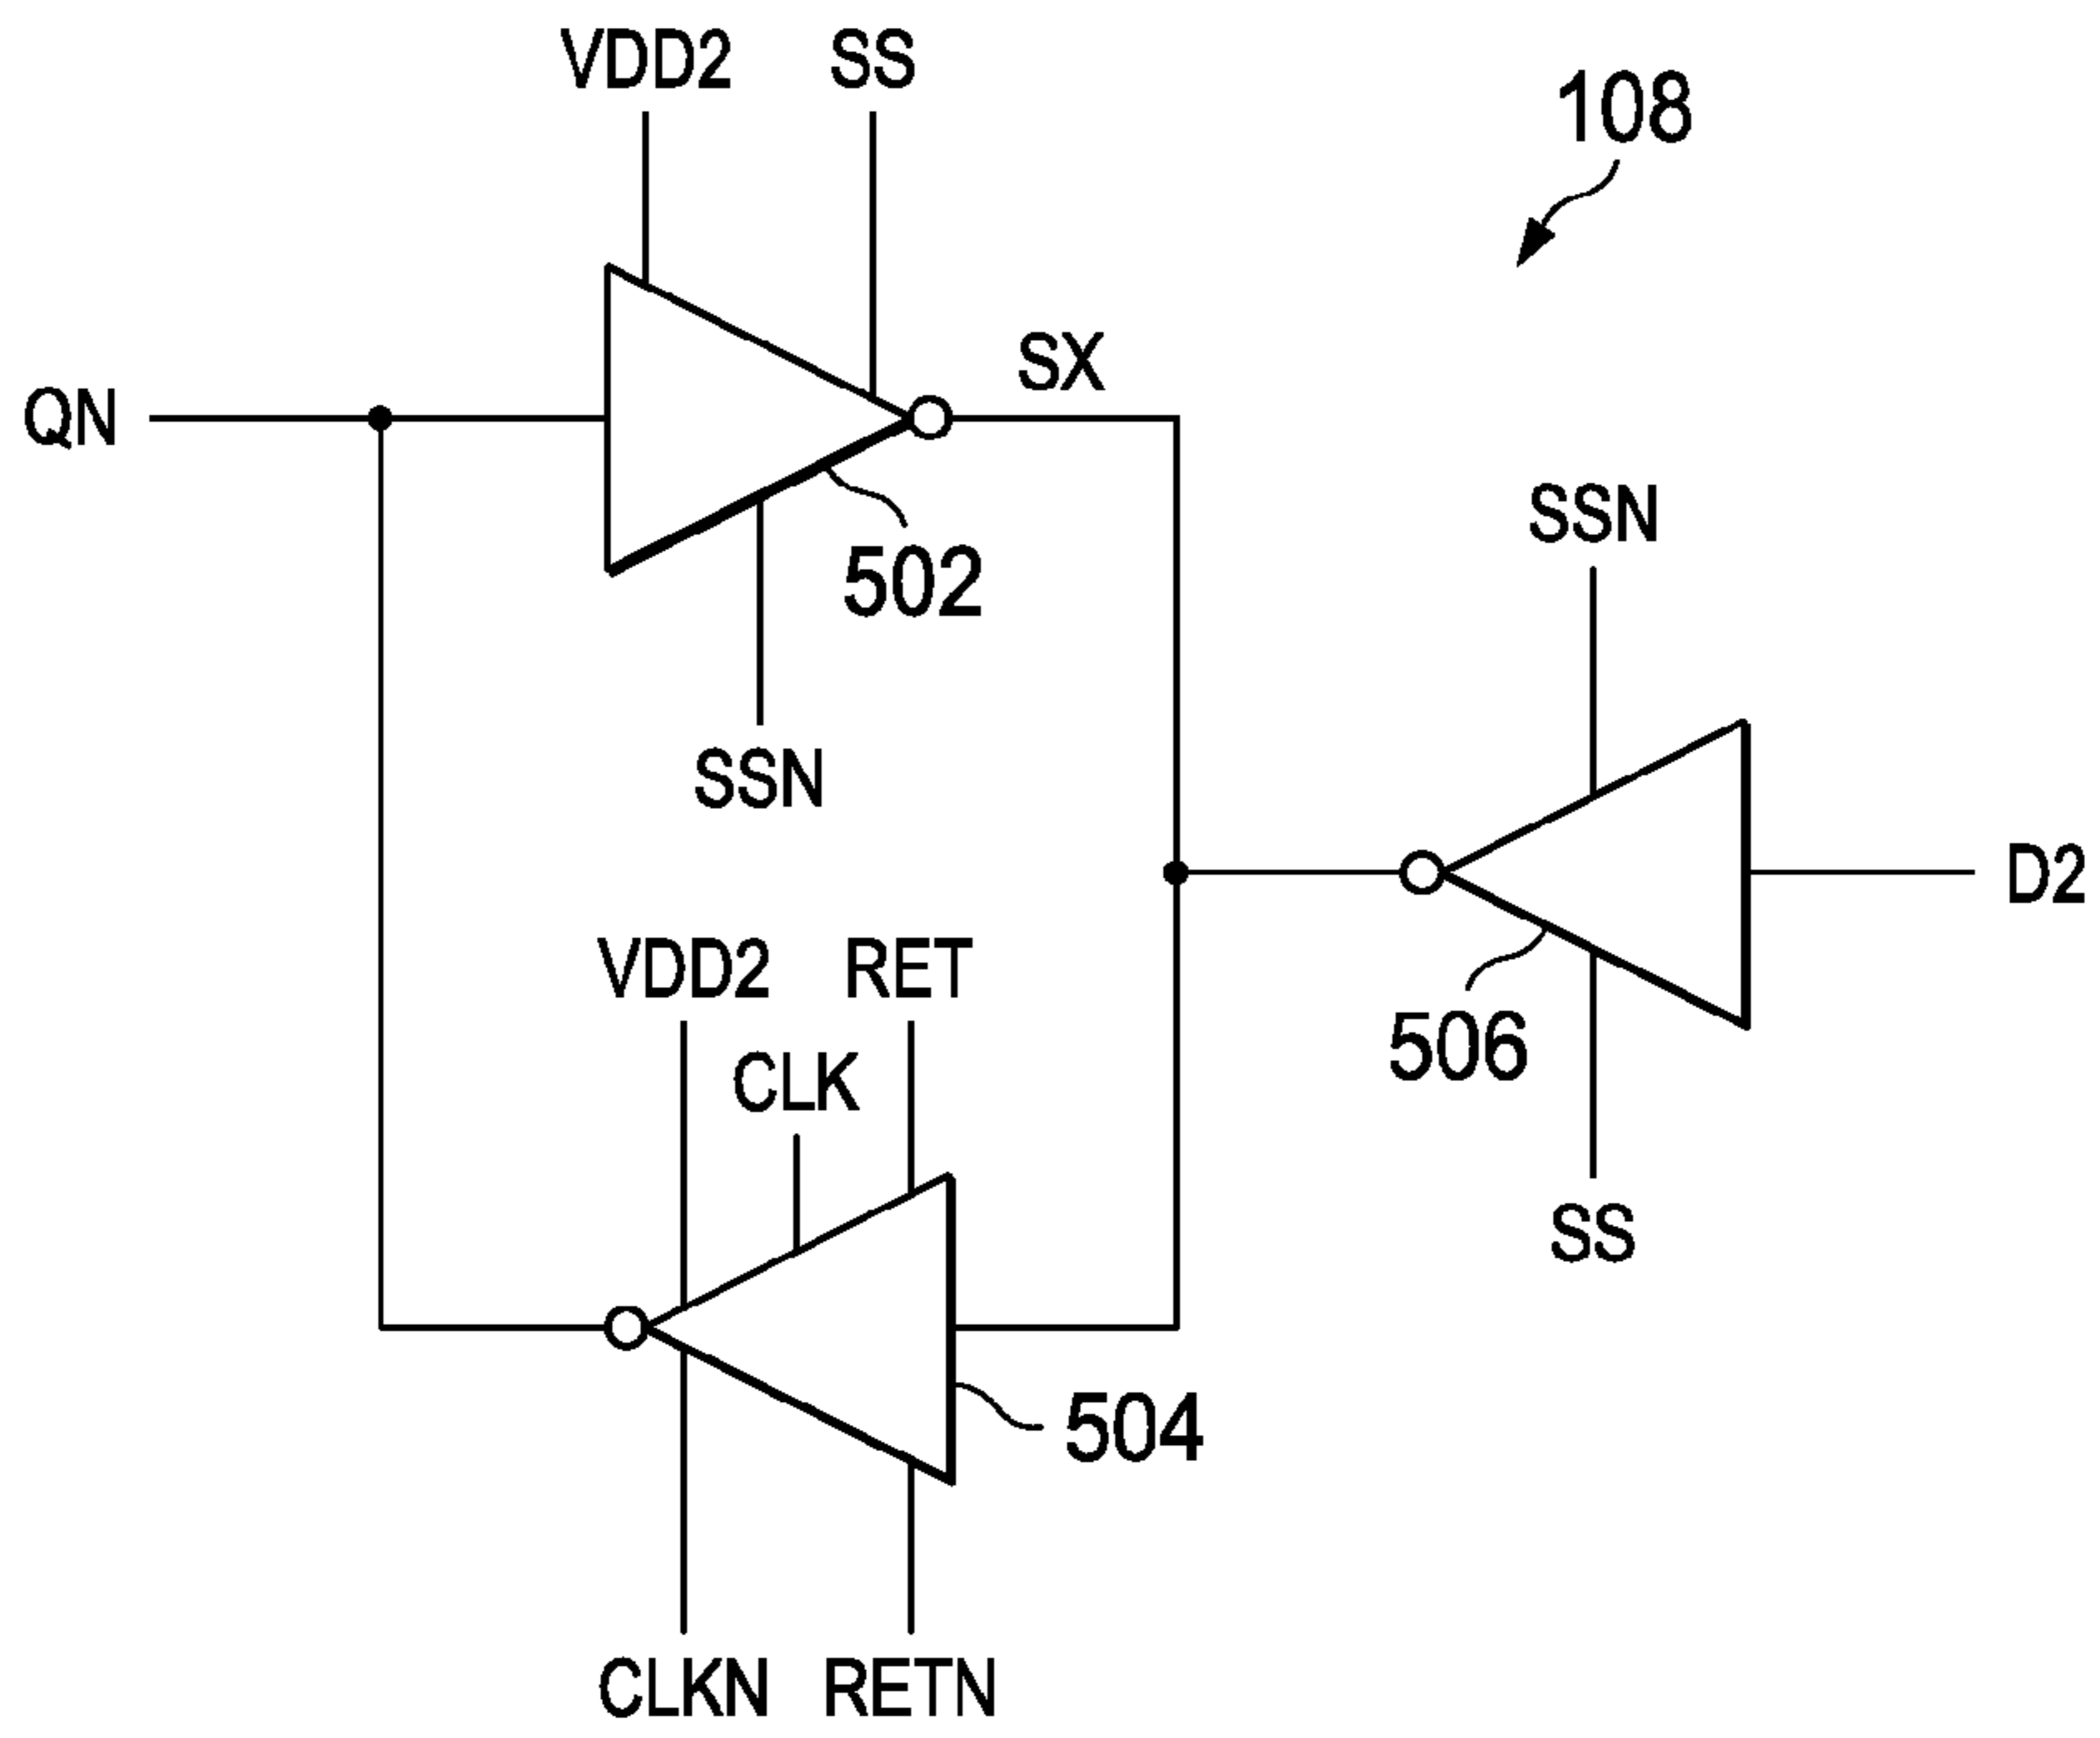 VDD2 SS
108
SX
QN
SSN
502
SSN
D2
VDD2 RET
506
CLK
SS
504
CLKN RETN